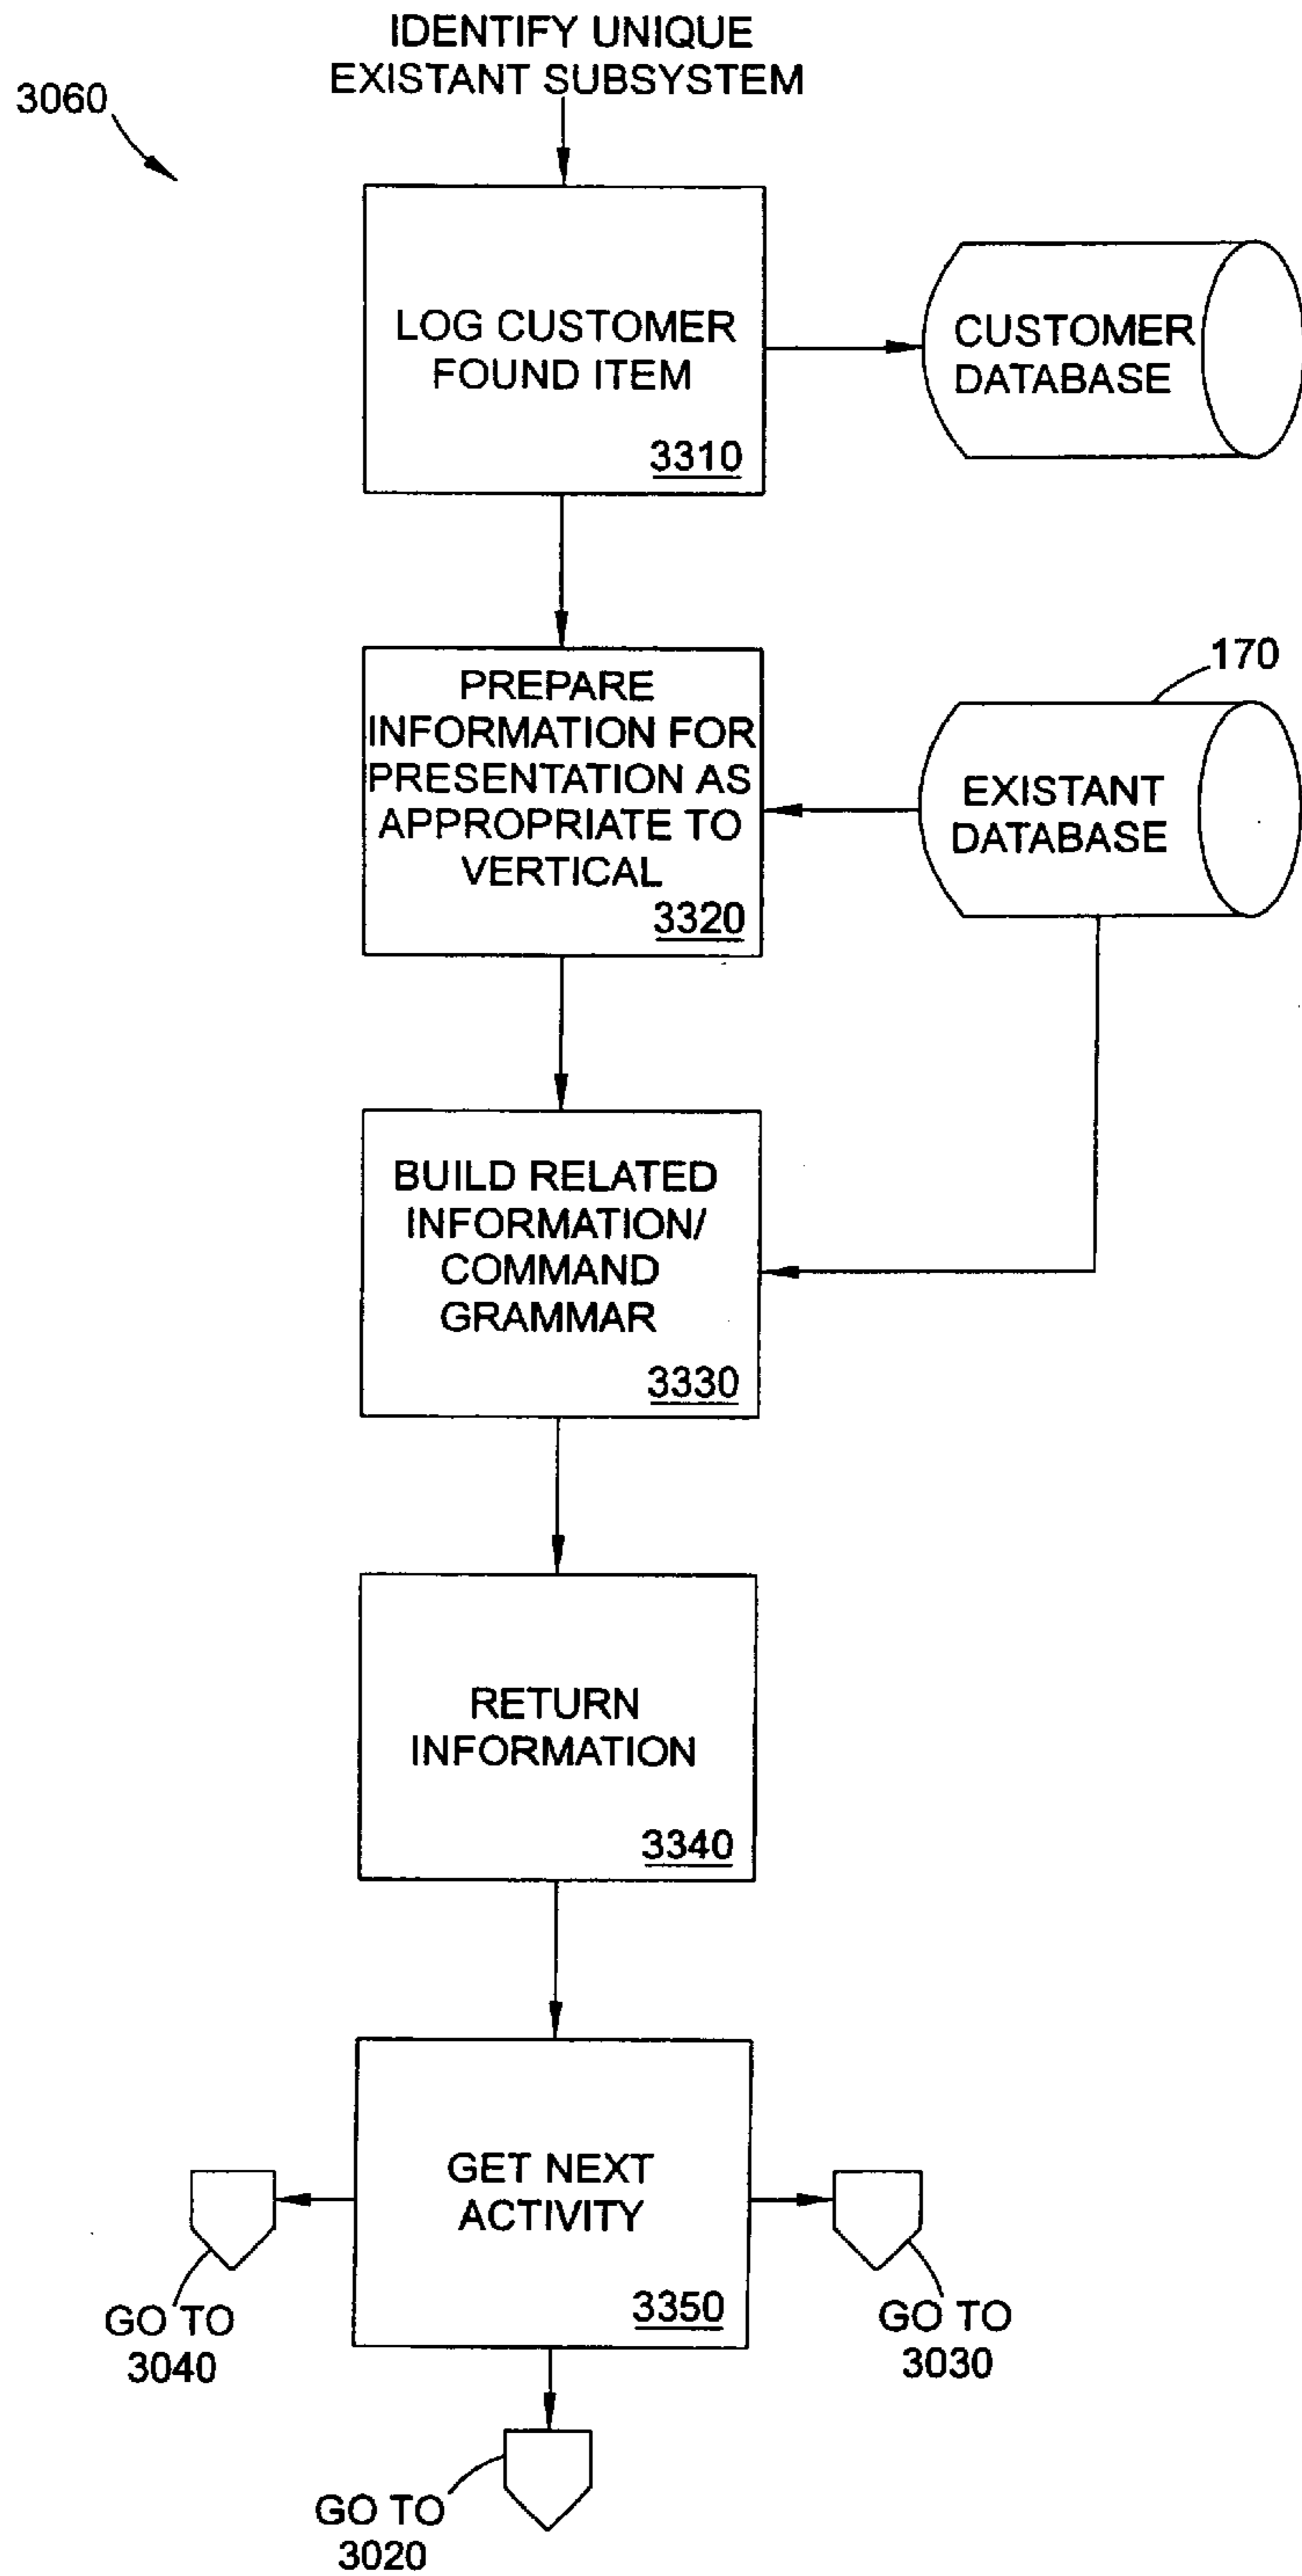 IDENTIFY UNIQUE
EXISTANT SUBSYSTEM
3060
LOG CUSTOMER
FOUND ITEM
3310
CUSTOMER
DATABASE
PREPARE
INFORMATION FOR
PRESENTATION AS
APPROPRIATE TO
VERTICAL
3320
170
EXISTANT
DATABASE
BUILD RELATED
INFORMATION/
COMMAND
GRAMMAR
3330
RETURN
INFORMATION
3340
GET NEXT
ACTIVITY
3350
GO TO
3040
GO TO
3030
GO TO
3020